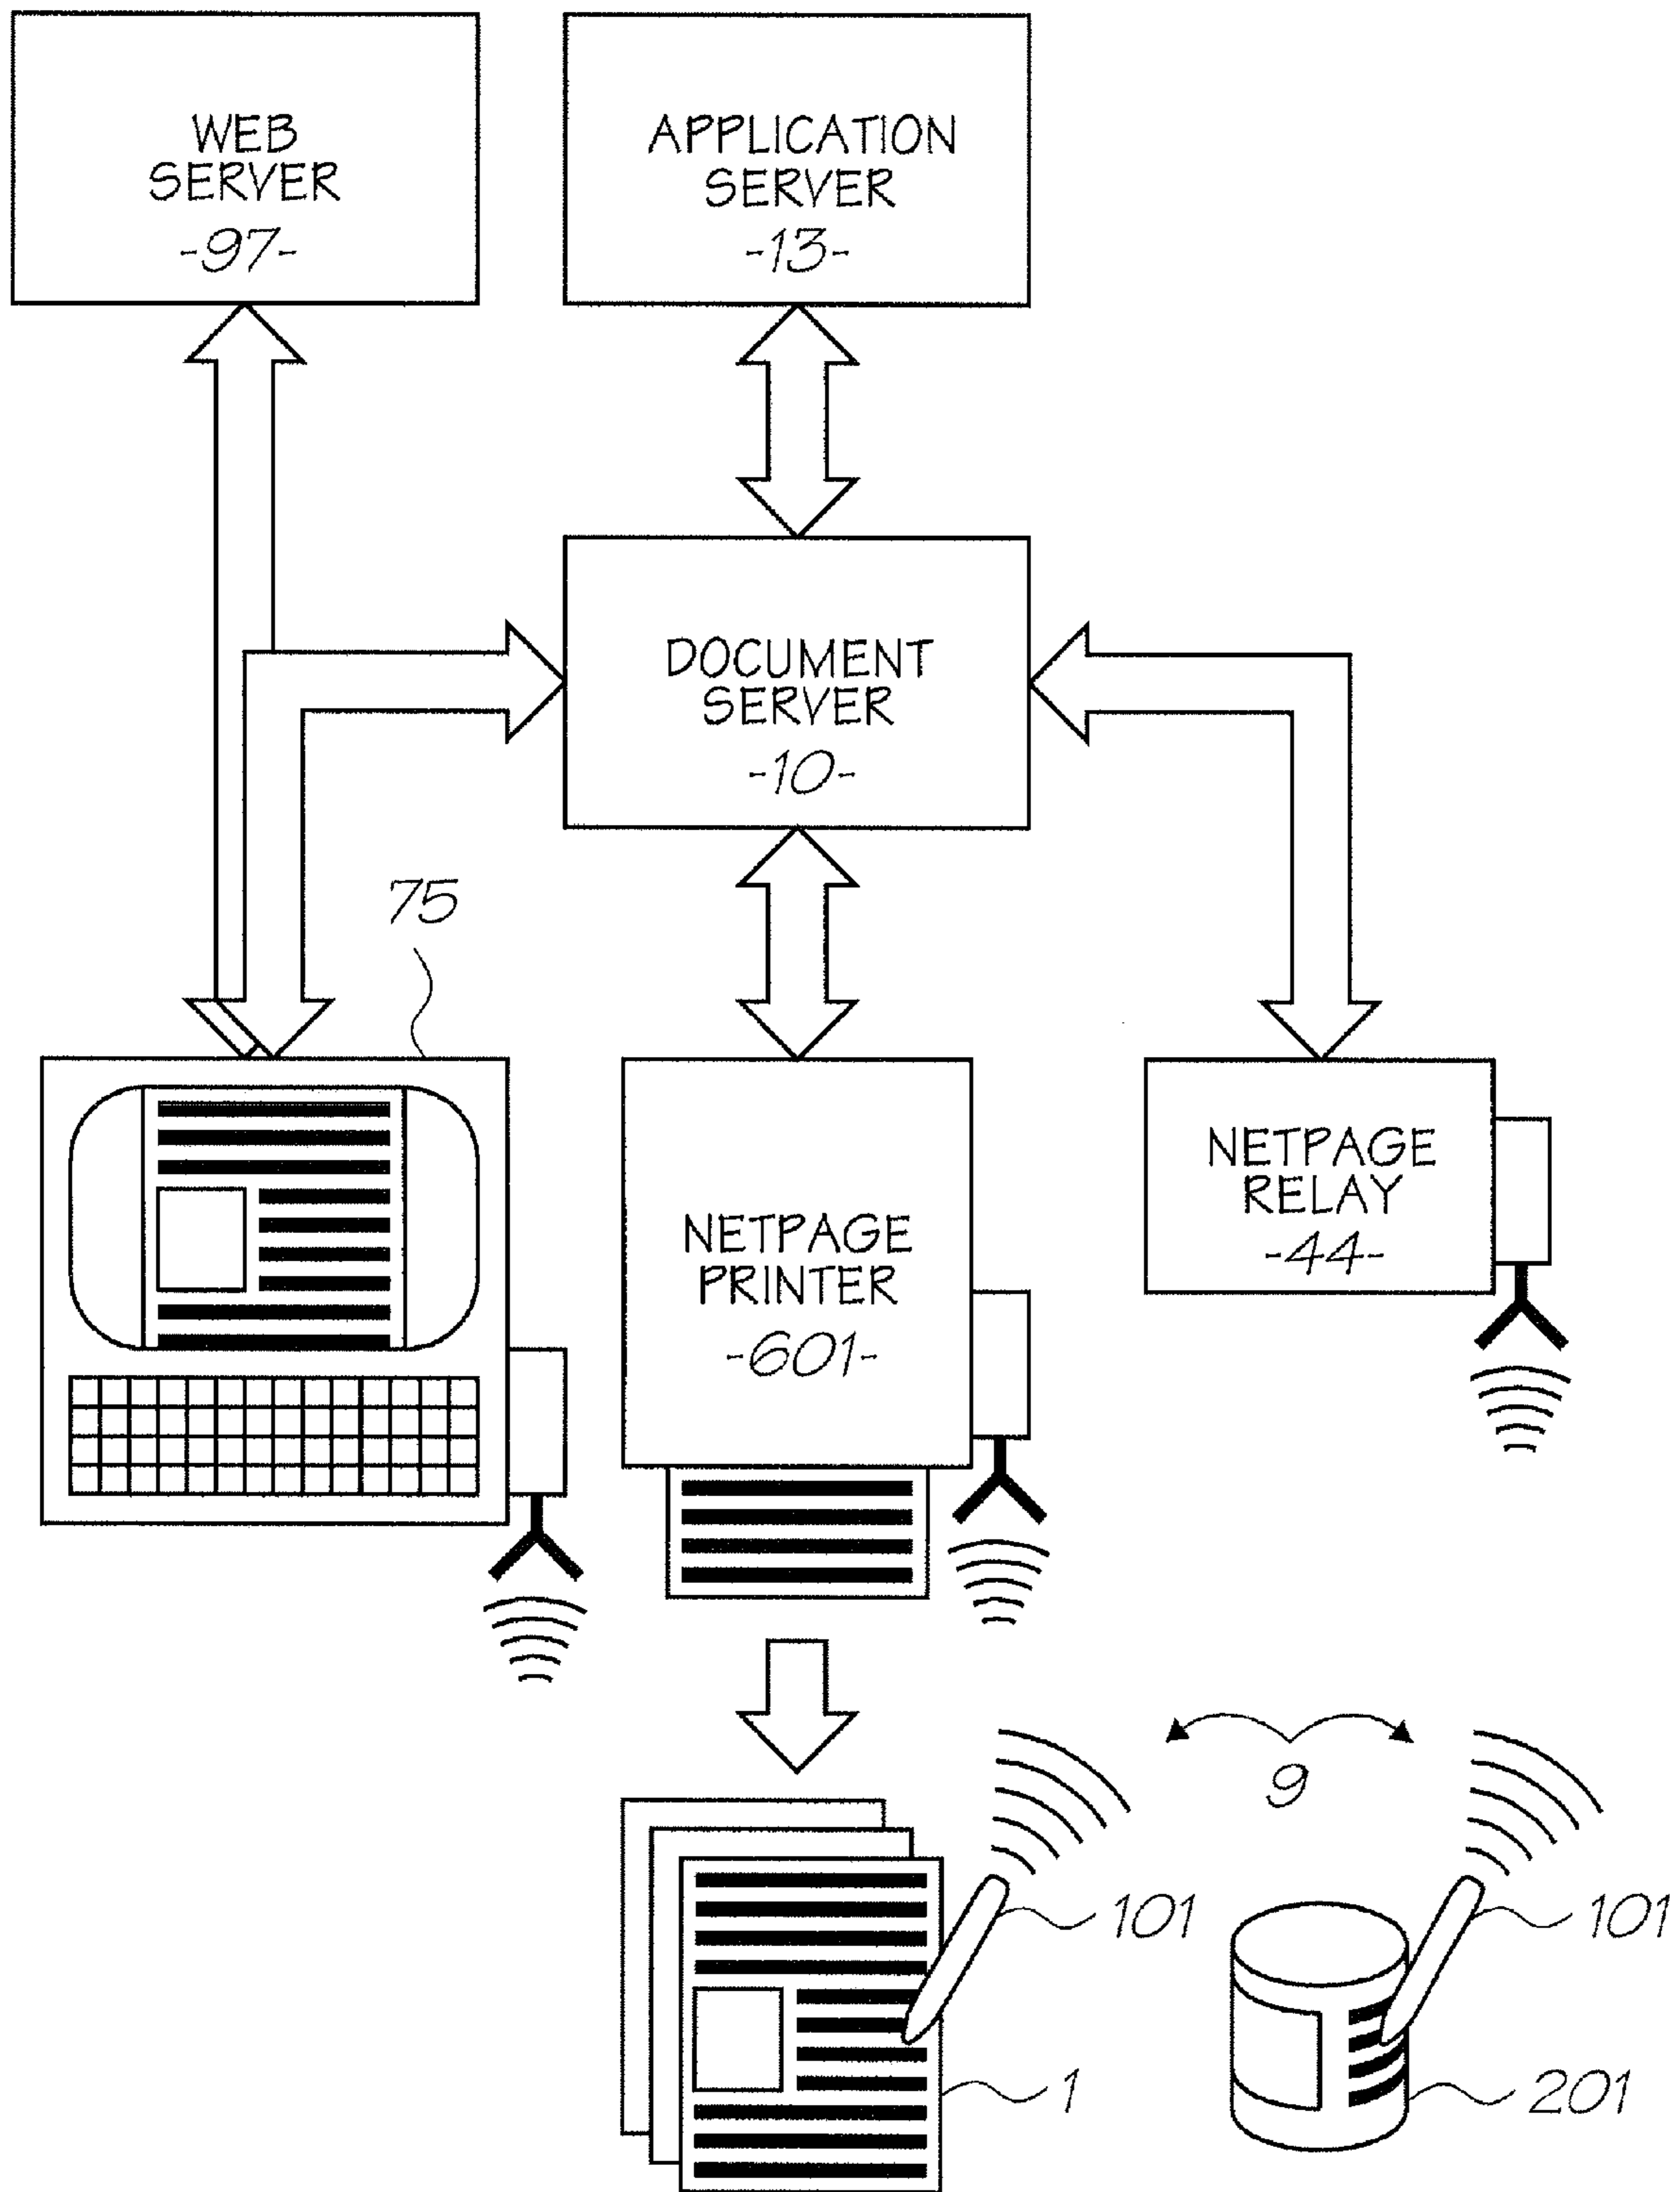 WEB
SERVER
-97-
APPLICATION
SERVER
-13-
DOCUMENT
SERVER
-10-
75
NETPAGE
PRINTER
-601-
NETPAGE
RELAY
-44-
9
101
101
1
201